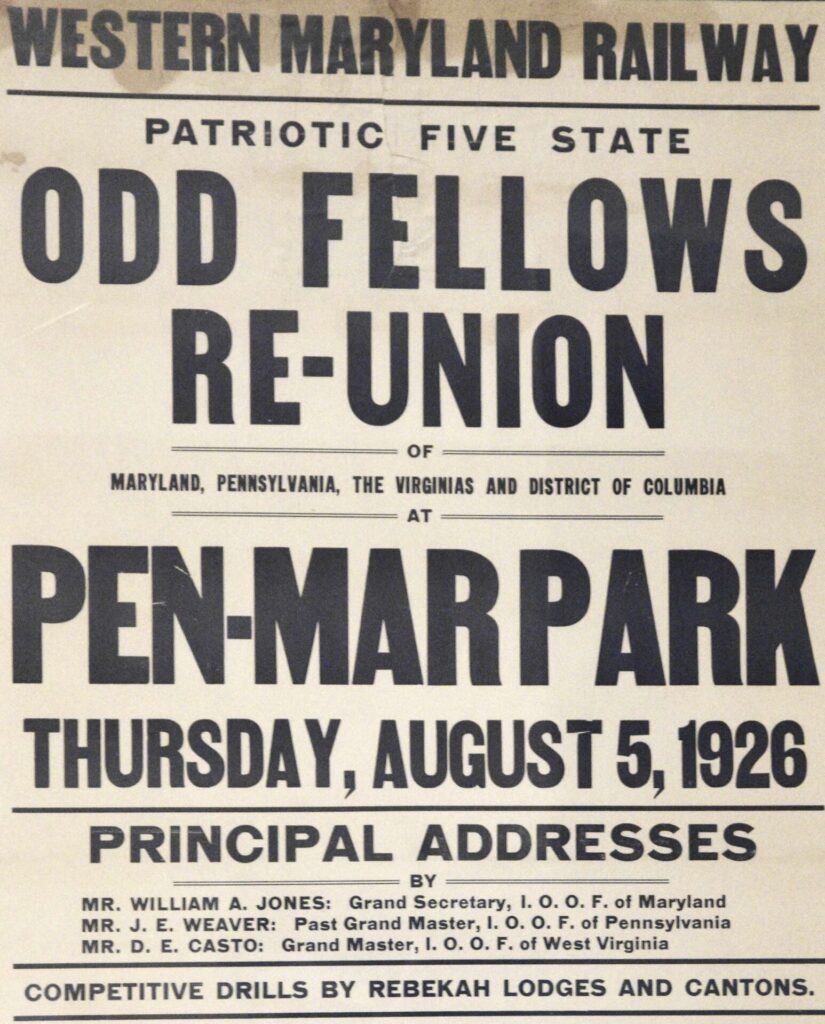 WESTERN MARYLAND RAILWAY
PATRIOTIC FIVE STATE
ODD FELLOWS
RE-UNION
OF
MARYLAND, PENNSYLVANIA, THE VIRGINIAS AND DISTRICT OF COLUMBIA
AT
PEN-MAR PARK
THURSDAY, AUGUST 5, 1926
PRINCIPAL ADDRESSES
BY
MR. WILLIAM A. JONES: Grand Secretary, I. O. O. F. of Maryland
MR. J. E. WEAVER: Past Grand Master, I. O. O. F. of Pennsylvania
MR. D. E. CASTO: Grand Master, I. O. O. F. of West Virginia
COMPETITIVE DRILLS BY REBEKAH LODGES AND CANTONS.